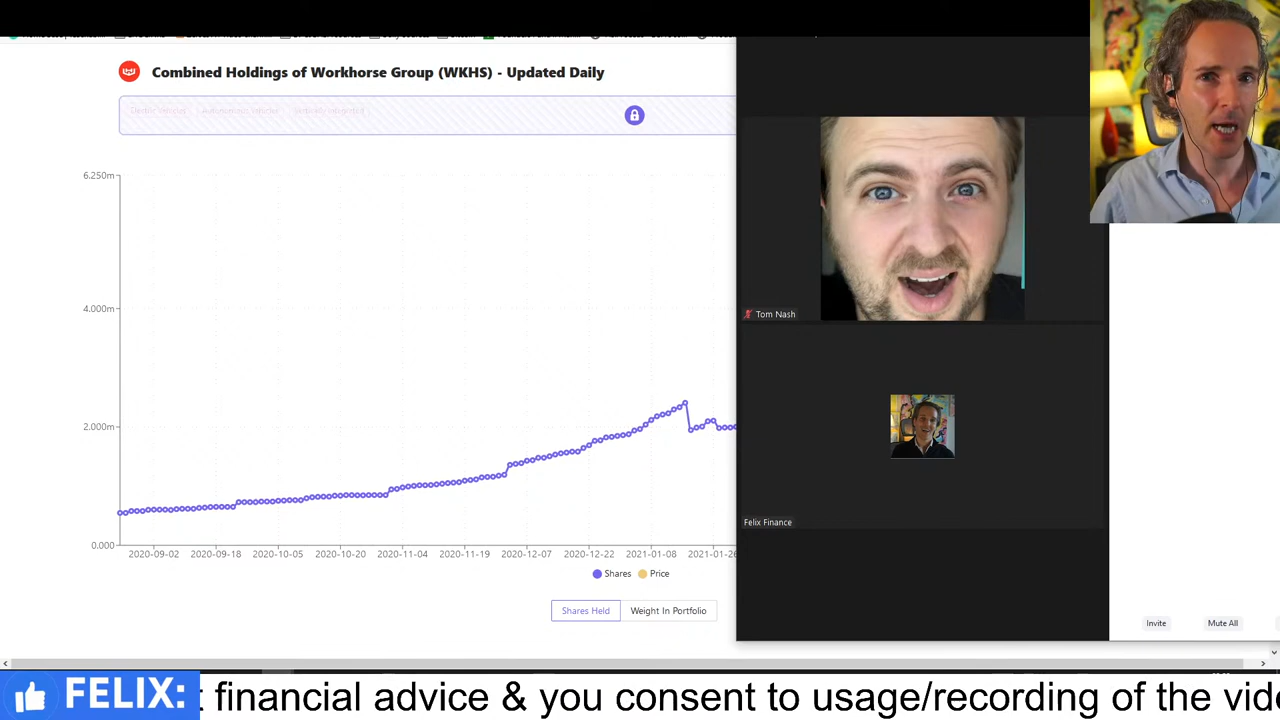 Combined Holdings of Workhorse Group (WKHS) - Updated Daily
6.250m
4.000m
2.000m
0.000
2020-09-02 2020-09-18 2020-10-05 2020-10-20 2020-11-04 2020-11-19 2020-12-07 2020-12-22 2021-01-08 2021-01-26
Shares Price
Shares Held Weight In Portfolio
Tom Nash
Felix Finance
Invite Mute All
FELIX: financial advice & you consent to usage/recording of the